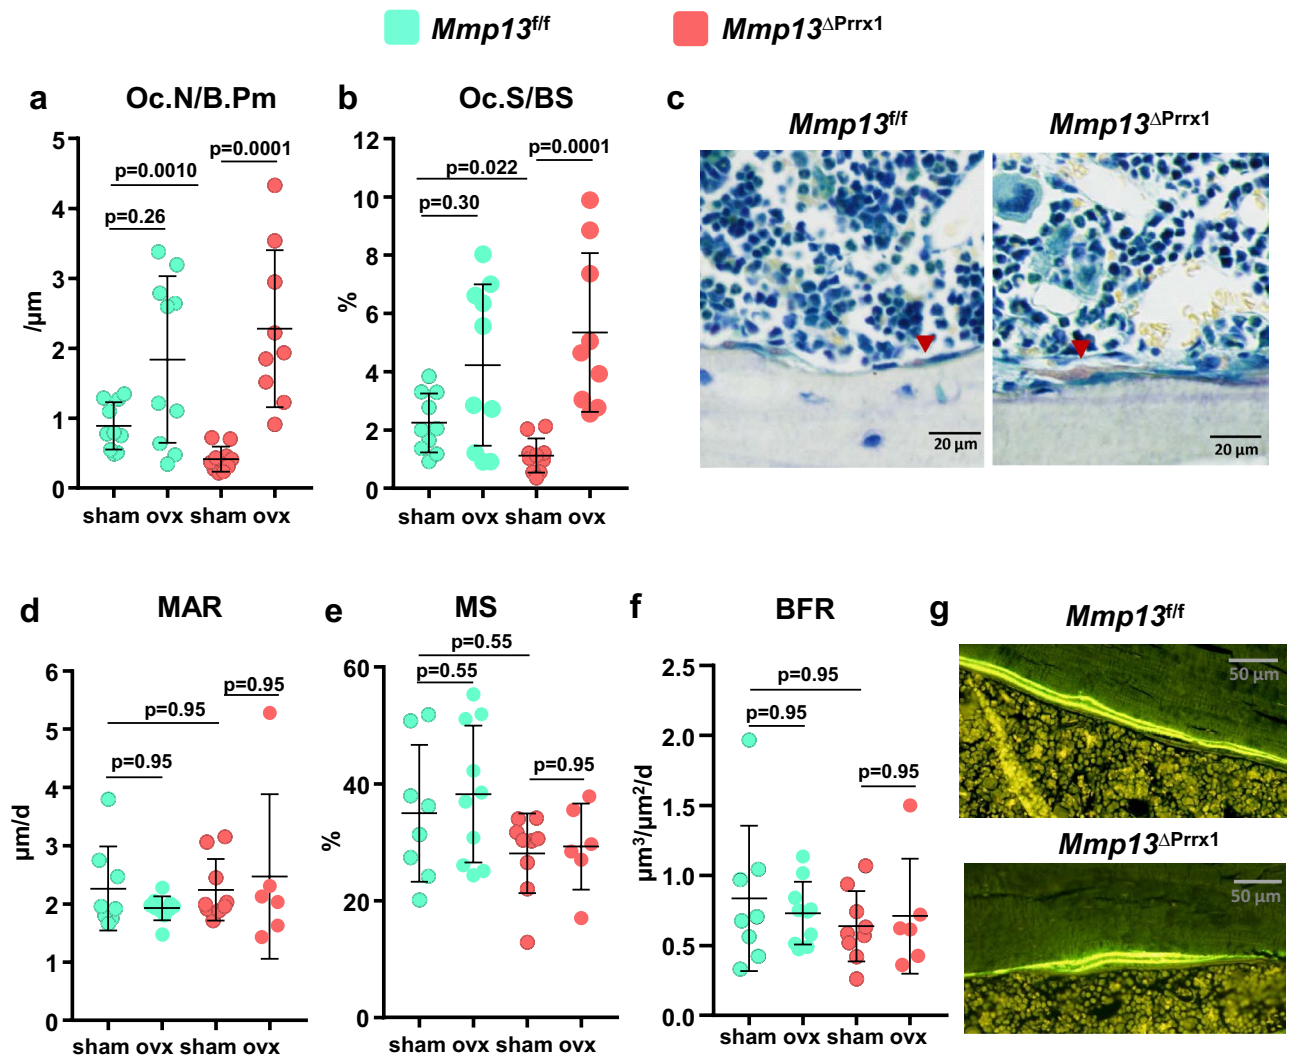 Mmp13f/f
Mmp13ΔPrrx1
a
Oc.N/B.Pm
/µm
5
4
3
2
1
0
p=0.0001
p=0.0010
p=0.26
sham ovx sham ovx
b
Oc.S/BS
%
12
10
8
6
4
2
0
p=0.0001
p=0.022
p=0.30
sham ovx sham ovx
c
Mmp13f/f
Mmp13ΔPrrx1
20 µm
20 µm
d
MAR
µm/d
6
5
4
3
2
1
0
p=0.95
p=0.95
p=0.95
sham ovx sham ovx
e
MS
%
60
40
20
0
p=0.55
p=0.55
p=0.95
sham ovx sham ovx
f
BFR
µm³/µm²/d
2.5
2.0
1.5
1.0
0.5
0.0
p=0.95
p=0.95
p=0.95
sham ovx sham ovx
g
Mmp13f/f
50 µm
Mmp13ΔPrrx1
50 µm